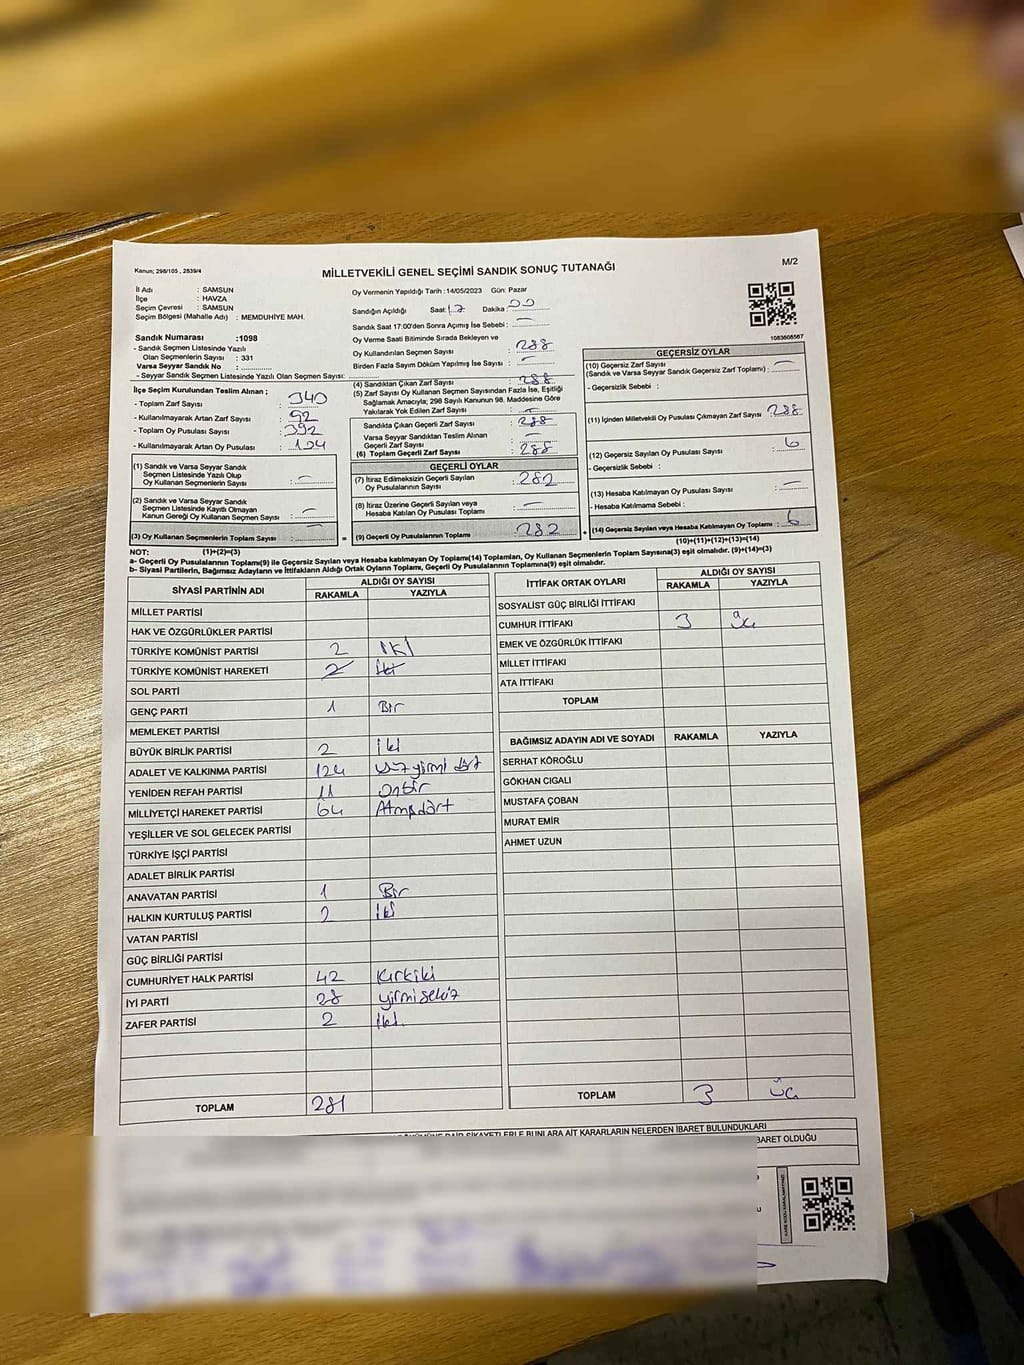 Kanun; 298/105 , 2839/4
MİLLETVEKİLİ GENEL SEÇİMİ SANDIK SONUÇ TUTANAĞI
M/2
İl Adı : SAMSUN
İlçe : HAVZA
Seçim Çevresi : SAMSUN
Seçim Bölgesi (Mahalle Adı) : MEMDUHİYE MAH.
Sandık Numarası :1098
- Sandık Seçmen Listesinde Yazılı
Olan Seçmenlerin Sayısı : 331
Varsa Seyyar Sandık No :
- Seyyar Sandık Seçmen Listesinde Yazılı Olan Seçmen Sayısı:
İlçe Seçim Kurulundan Teslim Alınan ;
- Toplam Zarf Sayısı : 340
- Kullanılmayarak Artan Zarf Sayısı : 52
- Toplam Oy Pusulası Sayısı : 392
- Kullanılmayarak Artan Oy Pusulası : 104
(1) Sandık ve Varsa Seyyar Sandık
Seçmen Listesinde Yazılı Olup
Oy Kullanan Seçmenlerin Sayısı : —
(2) Sandık ve Varsa Seyyar Sandık
Seçmen Listesinde Kayıtlı Olmayan
Kanun Gereği Oy Kullanan Seçmen Sayısı : —
(3) Oy Kullanan Seçmenlerin Toplam Sayısı : — =
Oy Vermenin Yapıldığı Tarih :14/05/2023 Gün: Pazar
Sandığın Açıldığı Saat: 17 Dakika : 00
Sandık Saat 17:00'den Sonra Açımış İse Sebebi : —
Oy Verme Saati Bitiminde Sırada Bekleyen ve
Oy Kullandırılan Seçmen Sayısı : 288
Birden Fazla Sayım Döküm Yapılmış İse Sayısı : —
(4) Sandıktan Çıkan Zarf Sayısı : 288
(5) Zarf Sayısı Oy Kullanan Seçmen Sayısından Fazla İse, Eşitliği
Sağlamak Amacıyla; 298 Sayılı Kanunun 98. Maddesine Göre
Yakılarak Yok Edilen Zarf Sayısı : —
Sandıkta Çıkan Geçerli Zarf Sayısı : 288
Varsa Seyyar Sandıktan Teslim Alınan
Geçerli Zarf Sayısı : —
(6) Toplam Geçerli Zarf Sayısı : 288
GEÇERLİ OYLAR
(7) İtiraz Edilmeksizin Geçerli Sayılan
Oy Pusulalarının Sayısı : 282
(8) İtiraz Üzerine Geçerli Sayılan veya
Hesaba Katılan Oy Pusulası Toplamı : —
(9) Geçerli Oy Pusulalarının Toplamı : 282 +
1083608567
GEÇERSİZ OYLAR
(10) Geçersiz Zarf Sayısı
(Sandık ve Varsa Seyyar Sandık Geçersiz Zarf Toplamı) : —
- Geçersizlik Sebebi :
(11) İçinden Milletvekili Oy Pusulası Çıkmayan Zarf Sayısı : 288
(12) Geçersiz Sayılan Oy Pusulası Sayısı : 6
- Geçersizlik Sebebi :
(13) Hesaba Katılmayan Oy Pusulası Sayısı : —
- Hesaba Katılmama Sebebi :
(14) Geçersiz Sayılan veya Hesaba Katılmayan Oy Toplamı : 6
NOT: (1)+(2)=(3)
(10)+(11)+(12)+(13)=(14)
a- Geçerli Oy Pusulalarının Toplamı(9) ile Geçersiz Sayılan veya Hesaba katılmayan Oy Toplamı(14) Toplamları, Oy Kullanan Seçmenlerin Toplam Sayısına(3) eşit olmalıdır. (9)+(14)=(3)
b- Siyasi Partilerin, Bağımsız Adayların ve İttifakların Aldığı Ortak Oyların Toplamı, Geçerli Oy Pusulalarının Toplamına(9) eşit olmalıdır.
SİYASİ PARTİNİN ADI ALDIĞI OY SAYISI
RAKAMLA YAZIYLA
MİLLET PARTİSİ
HAK VE ÖZGÜRLÜKLER PARTİSİ
TÜRKİYE KOMÜNİST PARTİSİ 2 İki
TÜRKİYE KOMÜNİST HAREKETİ 2 İki
SOL PARTİ
GENÇ PARTİ 1 Bir
MEMLEKET PARTİSİ
BÜYÜK BİRLİK PARTİSİ 2 İki
ADALET VE KALKINMA PARTİSİ 124 Yüzyirmi dört
YENİDEN REFAH PARTİSİ 11 Onbir
MİLLİYETÇİ HAREKET PARTİSİ 64 Atmışdört
YEŞİLLER VE SOL GELECEK PARTİSİ
TÜRKİYE İŞÇİ PARTİSİ
ADALET BİRLİK PARTİSİ
ANAVATAN PARTİSİ 1 Bir
HALKIN KURTULUŞ PARTİSİ 2 İki
VATAN PARTİSİ
GÜÇ BİRLİĞİ PARTİSİ
CUMHURİYET HALK PARTİSİ 42 Kırkiki
İYİ PARTİ 28 yirmisekiz
ZAFER PARTİSİ 2 İki.
TOPLAM 281
İTTİFAK ORTAK OYLARI ALDIĞI OY SAYISI
RAKAMLA YAZIYLA
SOSYALİST GÜÇ BİRLİĞİ İTTİFAKI
CUMHUR İTTİFAKI 3 Üç
EMEK VE ÖZGÜRLÜK İTTİFAKI
MİLLET İTTİFAKI
ATA İTTİFAKI
TOPLAM
BAĞIMSIZ ADAYIN ADI VE SOYADI RAKAMLA YAZIYLA
SERHAT KÖROĞLU
GÖKHAN CIGALI
MUSTAFA ÇOBAN
MURAT EMİR
AHMET UZUN
TOPLAM 3 Üç
ŞİKAYETLERLE BUNLARA AİT KARARLARIN NELERDEN İBARET BULUNDUKLARI
BARET OLDUĞU